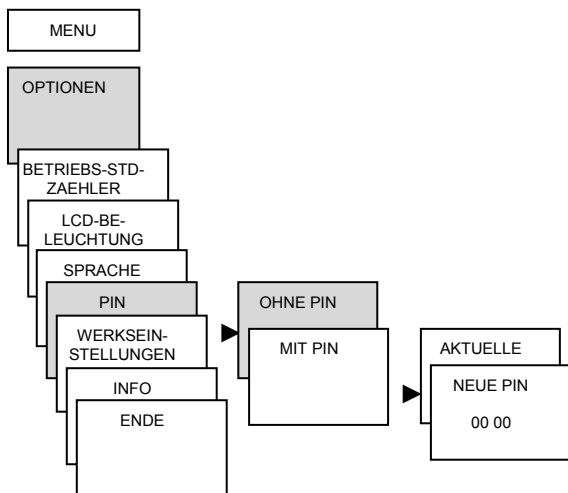 MENU
OPTIONEN
BETRIEBS-STD-
ZAEHLER
LCD-BE-
LEUCHTUNG
SPRACHE
PIN
WERKSEIN-
STELLUNGEN
INFO
ENDE
OHNE PIN
MIT PIN
AKTUELLE
NEUE PIN
00 00